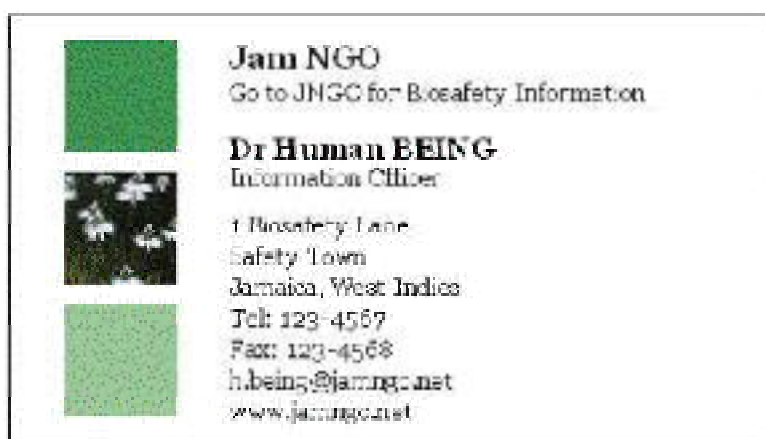 Jam NGO
Go to JNGO for Biosafety Information
Dr Human BEING
Information Officer
1 Biosafety Lane
Safety Town
Jamaica, West Indies
Tel: 123-4567
Fax: 123-4568
h.being@jamngo.net
www.jamngo.net